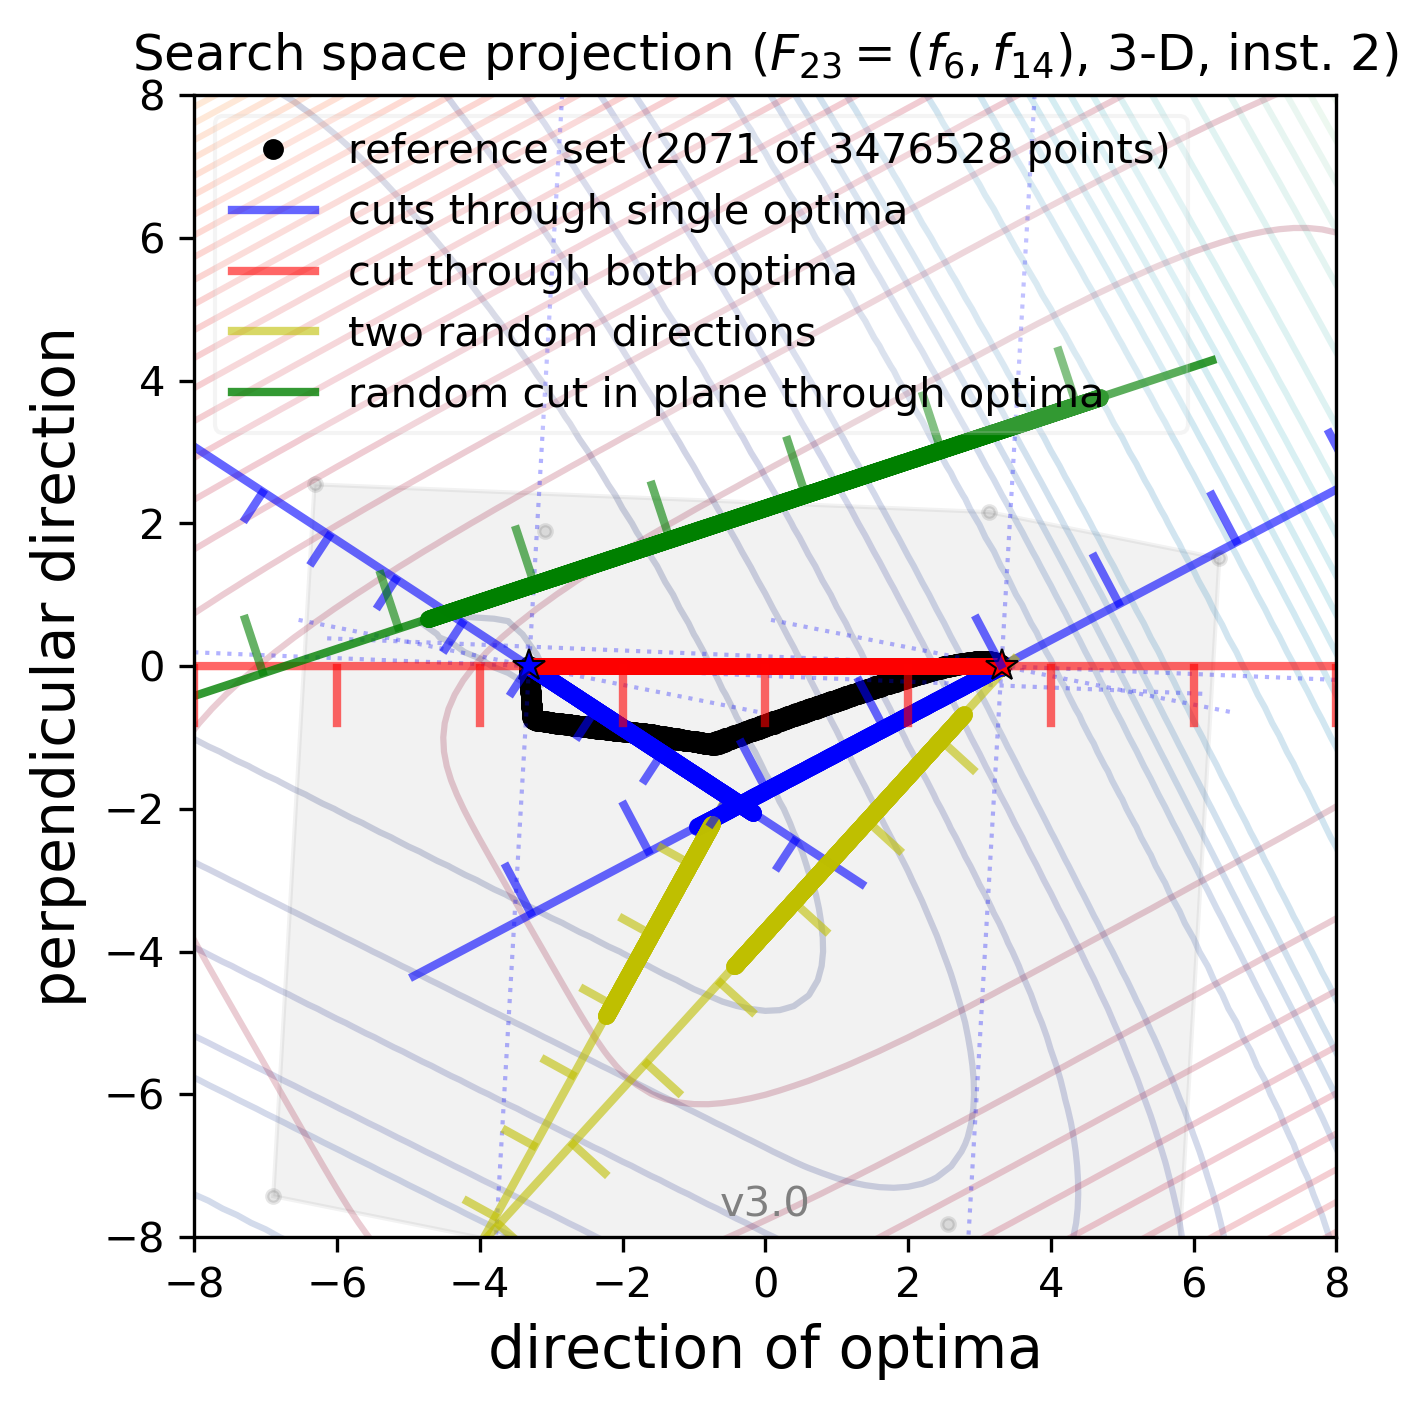 Search space projection (F₂₃ = (f₆, f₁₄), 3-D, inst. 2)
8
6
4
2
0
−2
−4
−6
−8
perpendicular direction
reference set (2071 of 3476528 points)
cuts through single optima
cut through both optima
two random directions
random cut in plane through optima
v3.0
−8 −6 −4 −2 0 2 4 6 8
direction of optima